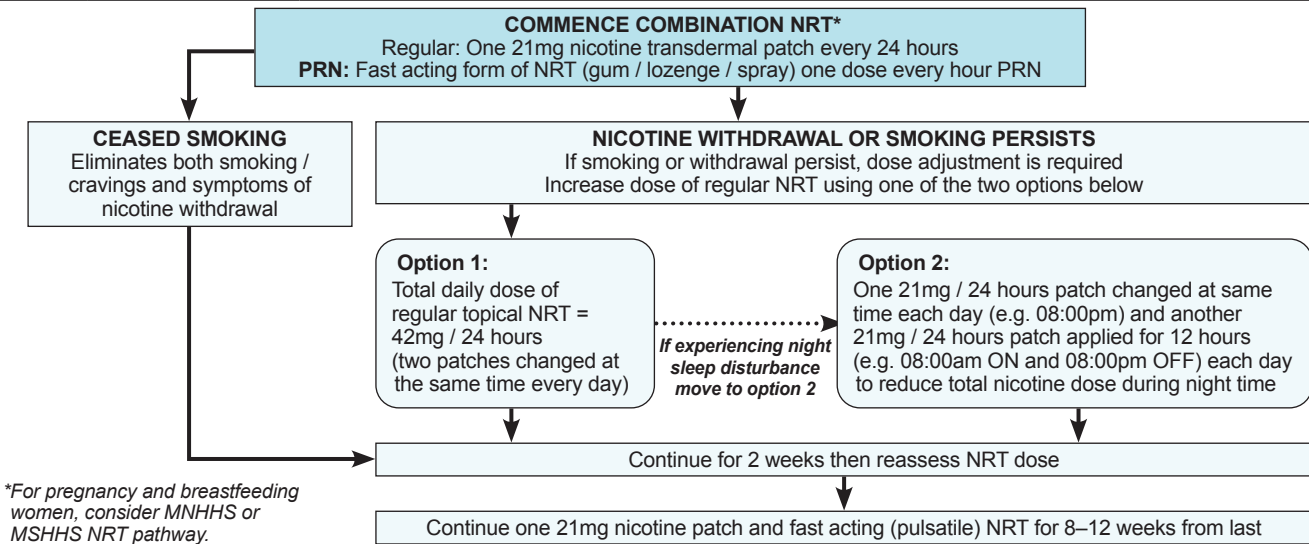 COMMENCE COMBINATION NRT*
Regular: One 21mg nicotine transdermal patch every 24 hours
PRN: Fast acting form of NRT (gum / lozenge / spray) one dose every hour PRN
CEASED SMOKING
Eliminates both smoking /
cravings and symptoms of
nicotine withdrawal
NICOTINE WITHDRAWAL OR SMOKING PERSISTS
If smoking or withdrawal persist, dose adjustment is required
Increase dose of regular NRT using one of the two options below
Option 1:
Total daily dose of
regular topical NRT =
42mg / 24 hours
(two patches changed at
the same time every day)
If experiencing night
sleep disturbance
move to option 2
Option 2:
One 21mg / 24 hours patch changed at same
time each day (e.g. 08:00pm) and another
21mg / 24 hours patch applied for 12 hours
(e.g. 08:00am ON and 08:00pm OFF) each day
to reduce total nicotine dose during night time
Continue for 2 weeks then reassess NRT dose
*For pregnancy and breastfeeding
women, consider MNHHS or
MSHHS NRT pathway.
Continue one 21mg nicotine patch and fast acting (pulsatile) NRT for 8–12 weeks from last